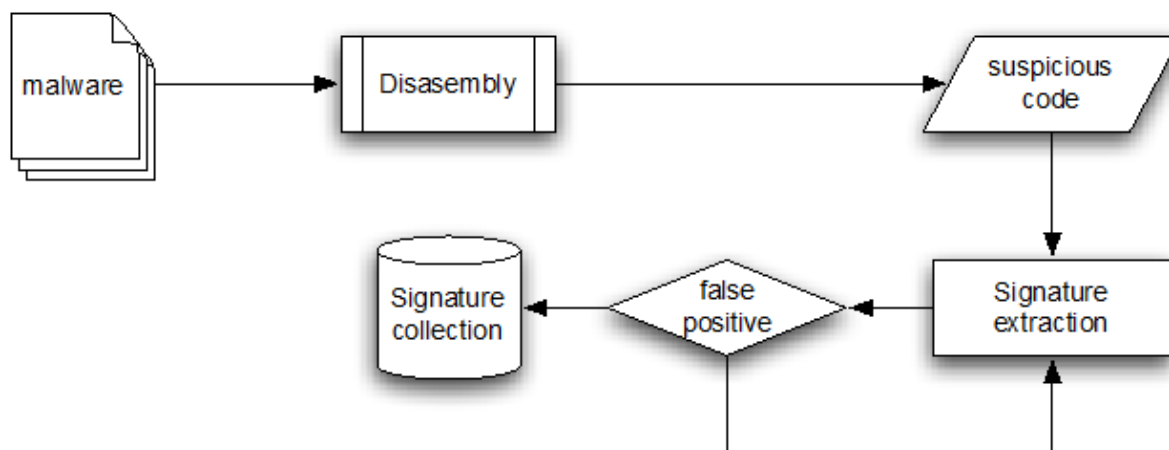 malware
Disasembly
suspicious
code
Signature
collection
false
positive
Signature
extraction